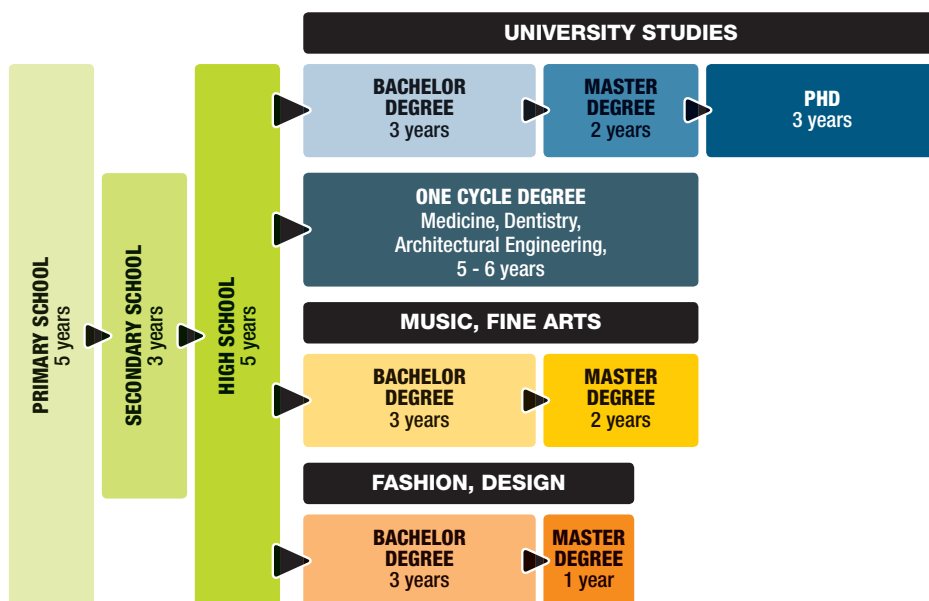 PRIMARY SCHOOL
5 years
SECONDARY SCHOOL
3 years
HIGH SCHOOL
5 years
UNIVERSITY STUDIES
BACHELOR
DEGREE
3 years
MASTER
DEGREE
2 years
PHD
3 years
ONE CYCLE DEGREE
Medicine, Dentistry,
Architectural Engineering,
5 - 6 years
MUSIC, FINE ARTS
BACHELOR
DEGREE
3 years
MASTER
DEGREE
2 years
FASHION, DESIGN
BACHELOR
DEGREE
3 years
MASTER
DEGREE
1 year